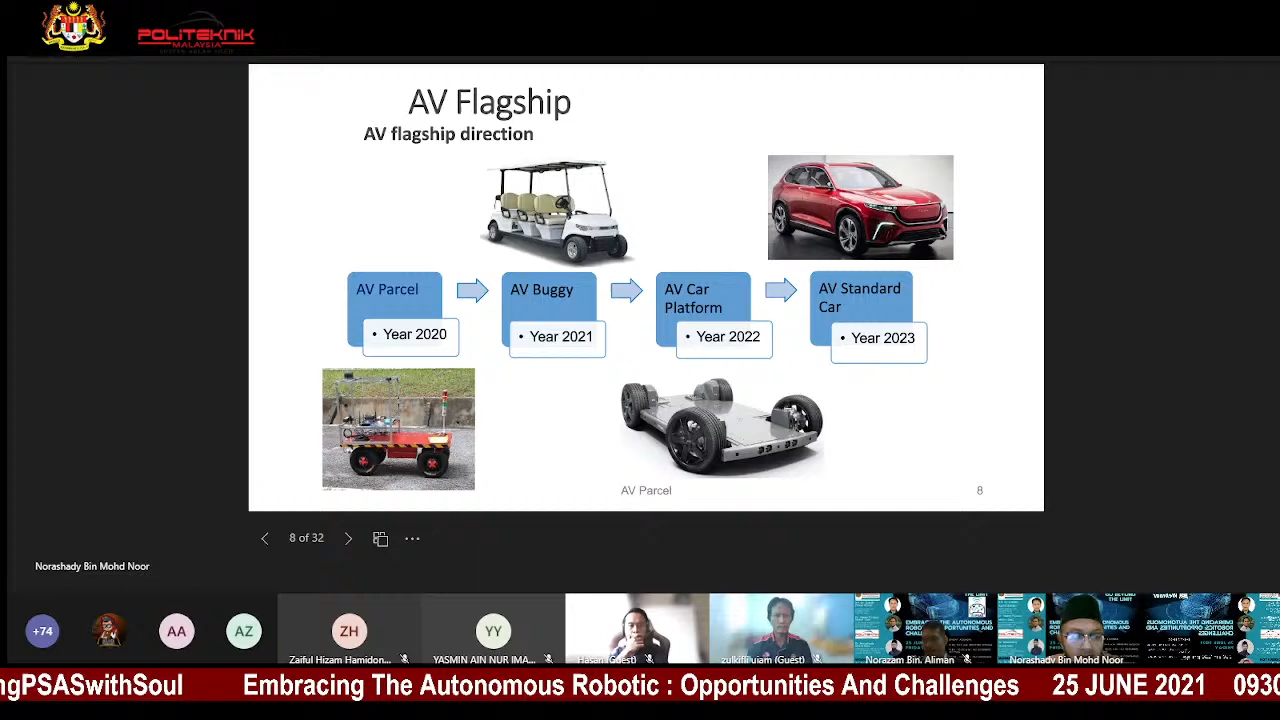 POLITEKNIK
MALAYSIA
AV Flagship
AV flagship direction
AV Parcel
• Year 2020
AV Buggy
• Year 2021
AV Car
Platform
• Year 2022
AV Standard
Car
• Year 2023
AV Parcel
8
8 of 32
Norashady Bin Mohd Noor
+74
AA
AZ
ZH
YY
Zaiful Hizam Hamidon...
YASMIN AIN NUR IMA...
Hasan (Guest)
zulkifli ujam (Guest)
Norazam Bin. Aliman
Norashady Bin Mohd Noor
ngPSASwithSoul
Embracing The Autonomous Robotic : Opportunities And Challenges
25 JUNE 2021
0930